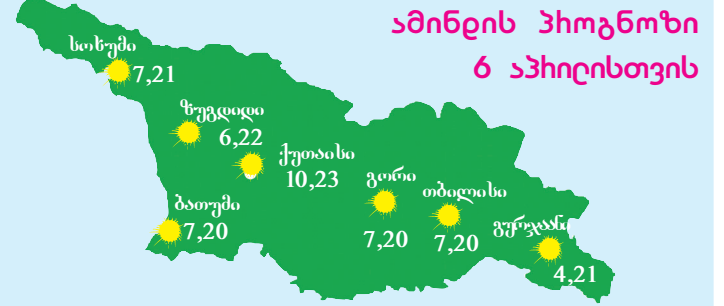 ამინდის პროგნოზი
6 აპრილისთვის
სოხუმი
7,21
ზუგდიდი
6,22
ქუთაისი
10,23
გორი
7,20
თბილისი
7,20
ბათუმი
7,20
გურჯაანი
4,21